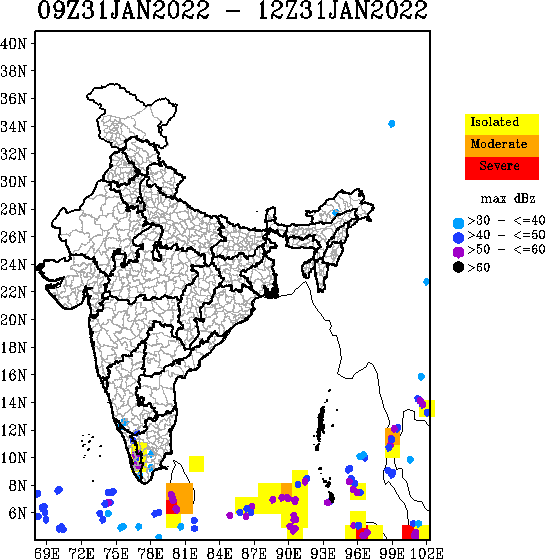 09Z31JAN2022 - 12Z31JAN2022
40N
38N
36N
34N
32N
30N
28N
26N
24N
22N
20N
18N
16N
14N
12N
10N
8N
6N
69E 72E 75E 78E 81E 84E 87E 90E 93E 96E 99E 102E
Isolated
Moderate
Severe
max dBz
>30 - <=40
>40 - <=50
>50 - <=60
>60